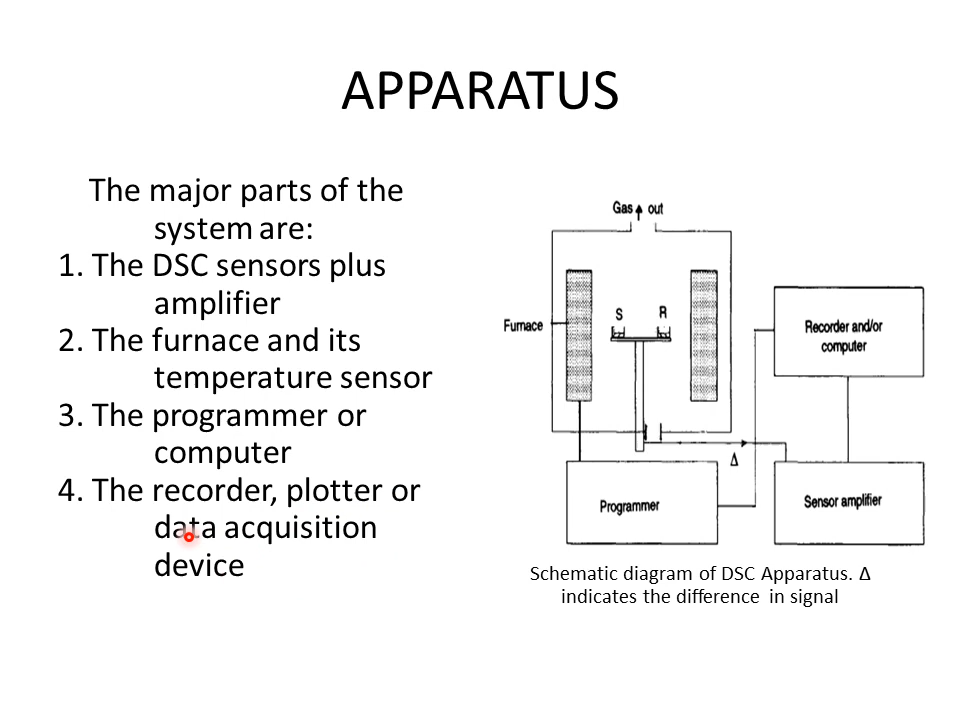 APPARATUS
The major parts of the
system are:
1. The DSC sensors plus
amplifier
2. The furnace and its
temperature sensor
3. The programmer or
computer
4. The recorder, plotter or
data acquisition
device
Gas out
Furnace
S
R
Recorder and/or
computer
Δ
Programmer
Sensor amplifier
Schematic diagram of DSC Apparatus. Δ
indicates the difference in signal